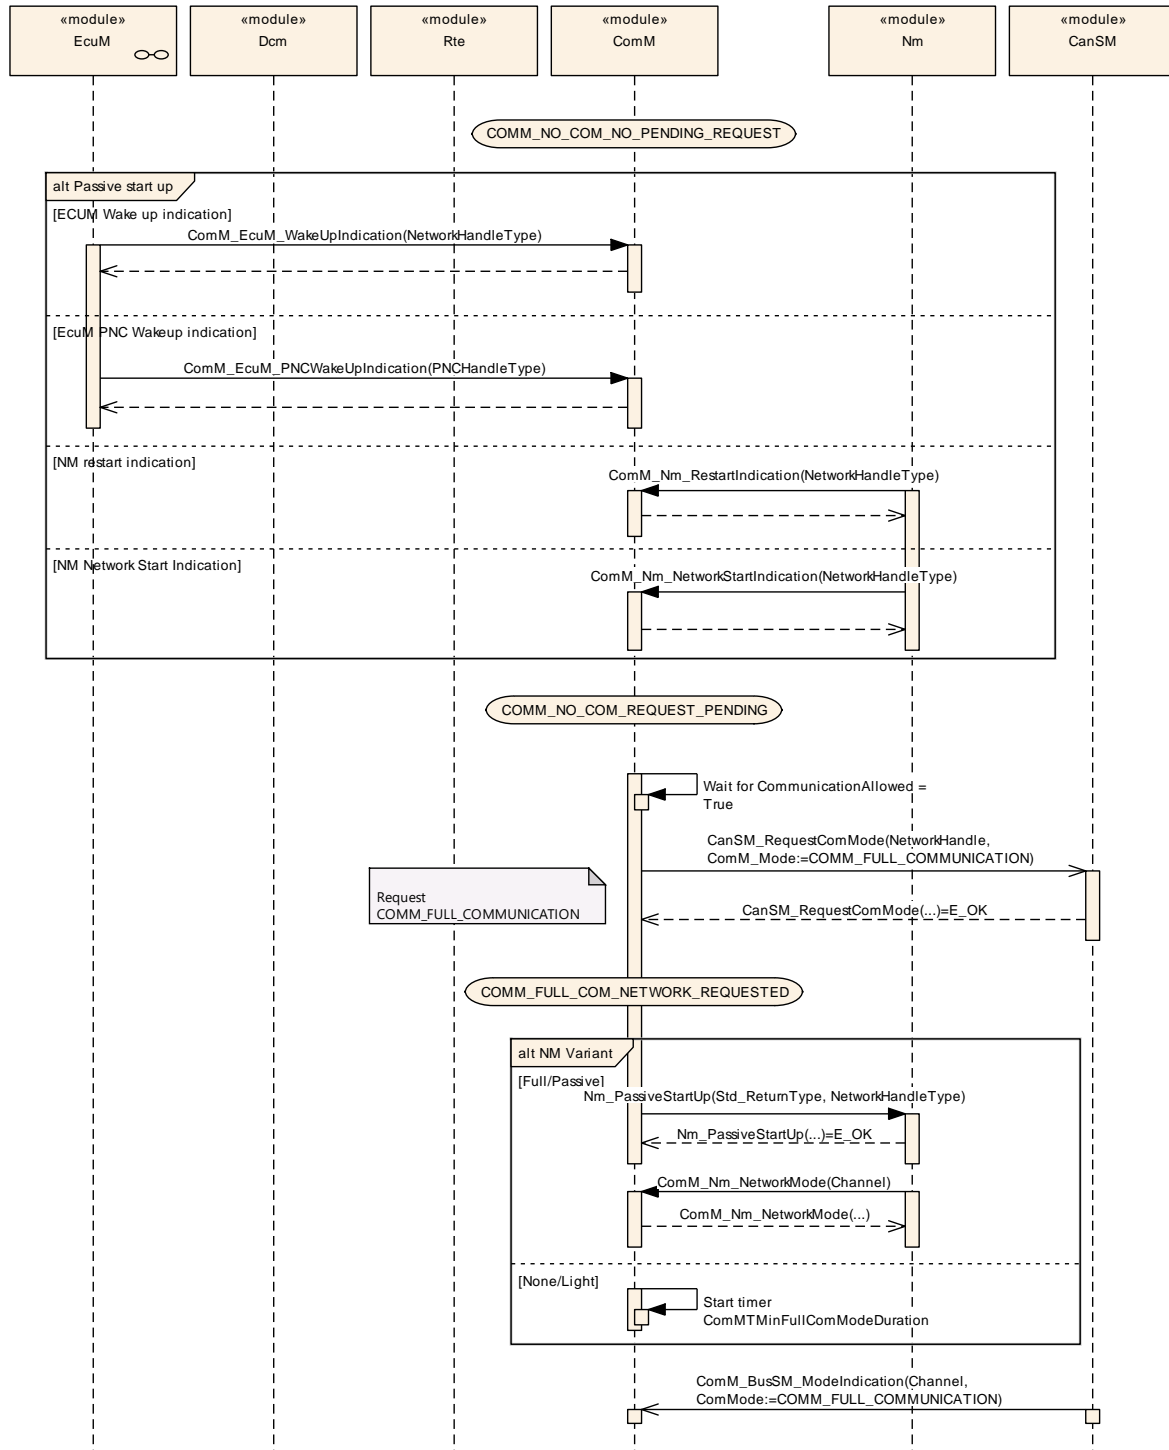 «module»
EcuM
«module»
Dcm
«module»
Rte
«module»
ComM
«module»
Nm
«module»
CanSM
COMM_NO_COM_NO_PENDING_REQUEST
alt Passive start up
[ECUM Wake up indication]
ComM_EcuM_WakeUpIndication(NetworkHandleType)
[EcuM PNC Wakeup indication]
ComM_EcuM_PNCWakeUpIndication(PNCHandleType)
[NM restart indication]
ComM_Nm_RestartIndication(NetworkHandleType)
[NM Network Start Indication]
ComM_Nm_NetworkStartIndication(NetworkHandleType)
COMM_NO_COM_REQUEST_PENDING
Wait for CommunicationAllowed =
True
CanSM_RequestComMode(NetworkHandle,
ComM_Mode:=COMM_FULL_COMMUNICATION)
Request
COMM_FULL_COMMUNICATION
CanSM_RequestComMode(...)=E_OK
COMM_FULL_COM_NETWORK_REQUESTED
alt NM Variant
[Full/Passive]
Nm_PassiveStartUp(Std_ReturnType, NetworkHandleType)
Nm_PassiveStartUp(...)=E_OK
ComM_Nm_NetworkMode(Channel)
ComM_Nm_NetworkMode(...)
[None/Light]
Start timer
ComMTMinFullComModeDuration
ComM_BusSM_ModeIndication(Channel,
ComMode:=COMM_FULL_COMMUNICATION)